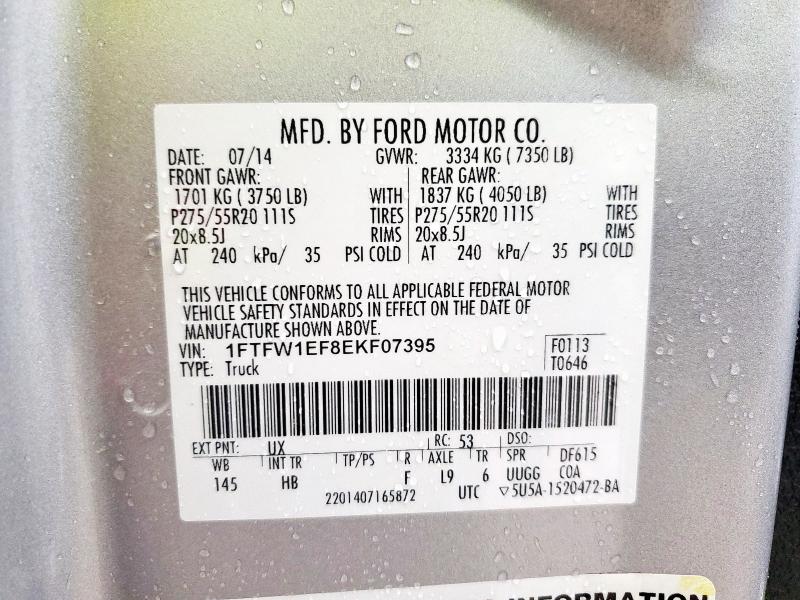 MFD. BY FORD MOTOR CO.
DATE: 07/14 GVWR: 3334 KG ( 7350 LB)
FRONT GAWR: REAR GAWR:
1701 KG ( 3750 LB) WITH 1837 KG ( 4050 LB) WITH
P275/55R20 111S TIRES P275/55R20 111S TIRES
20x8.5J RIMS 20x8.5J RIMS
AT 240 kPa/ 35 PSI COLD AT 240 kPa/ 35 PSI COLD
THIS VEHICLE CONFORMS TO ALL APPLICABLE FEDERAL MOTOR
VEHICLE SAFETY STANDARDS IN EFFECT ON THE DATE OF
MANUFACTURE SHOWN ABOVE.
VIN: 1FTFW1EF8EKF07395 F0113
TYPE: Truck T0646
EXT PNT: UX RC: 53 DSO:
WB INT TR TP/PS R AXLE TR SPR DF615
145 HB F L9 6 UUGG COA
2201407165872 UTC ▽5U5A-1520472-BA
INFORMATION